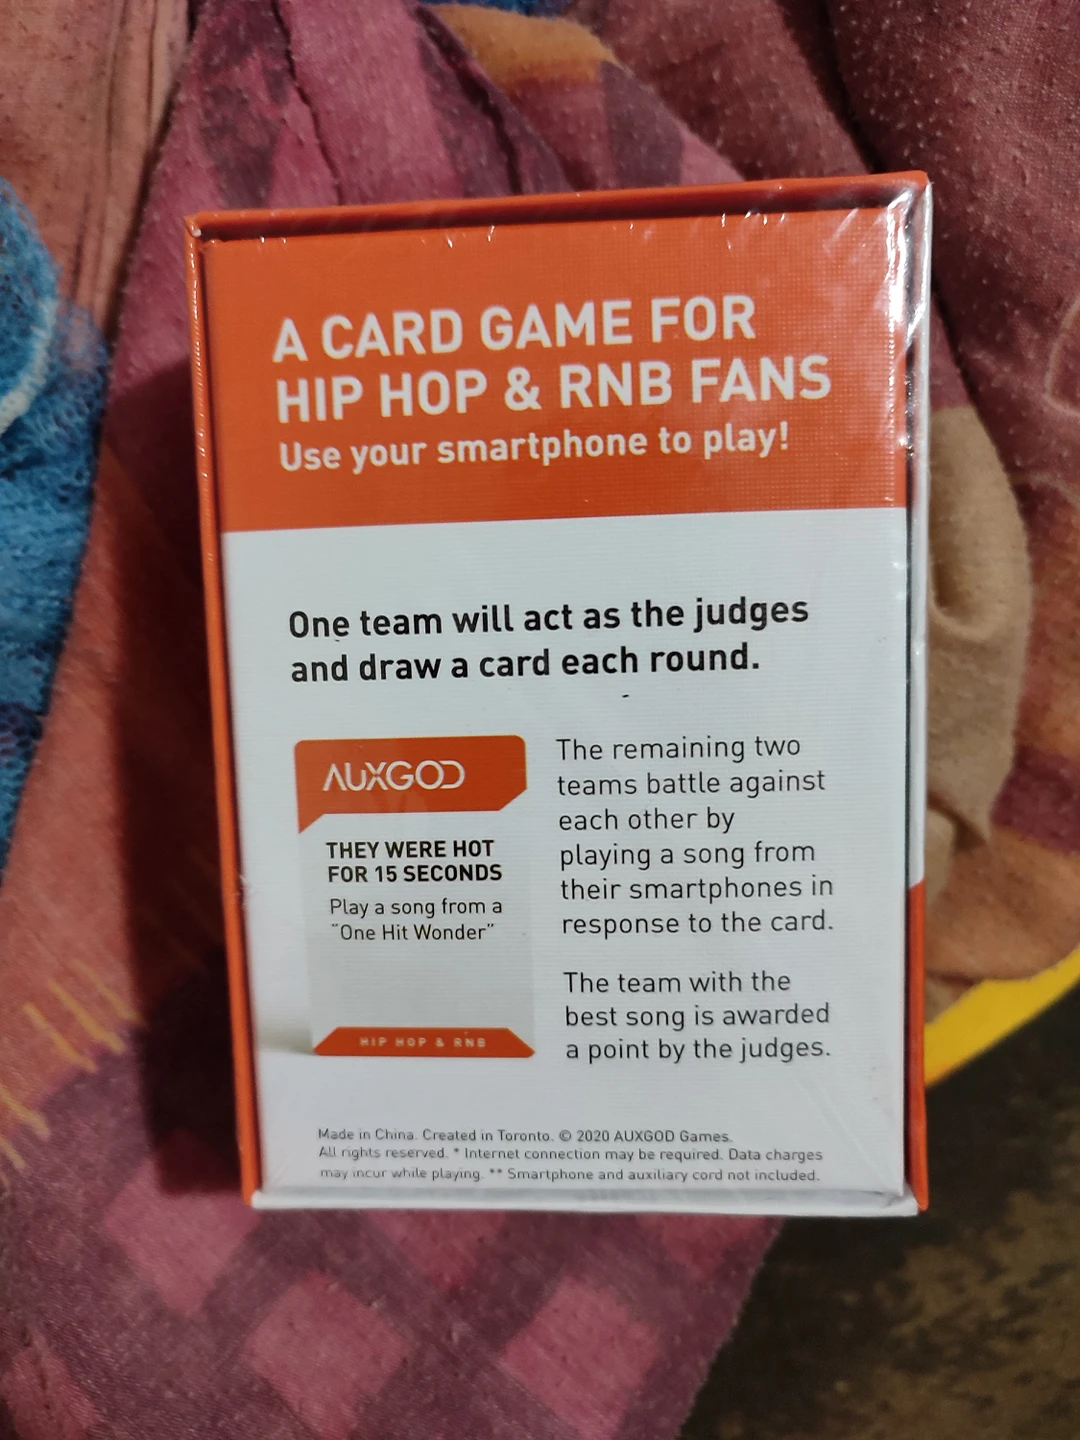 A CARD GAME FOR
HIP HOP & RNB FANS
Use your smartphone to play!
One team will act as the judges
and draw a card each round.
AUXGOD
THEY WERE HOT
FOR 15 SECONDS
Play a song from a
"One Hit Wonder"
HIP HOP & RNB
The remaining two
teams battle against
each other by
playing a song from
their smartphones in
response to the card.
The team with the
best song is awarded
a point by the judges.
Made in China. Created in Toronto. © 2020 AUXGOD Games.
All rights reserved. * Internet connection may be required. Data charges
may incur while playing. ** Smartphone and auxiliary cord not included.